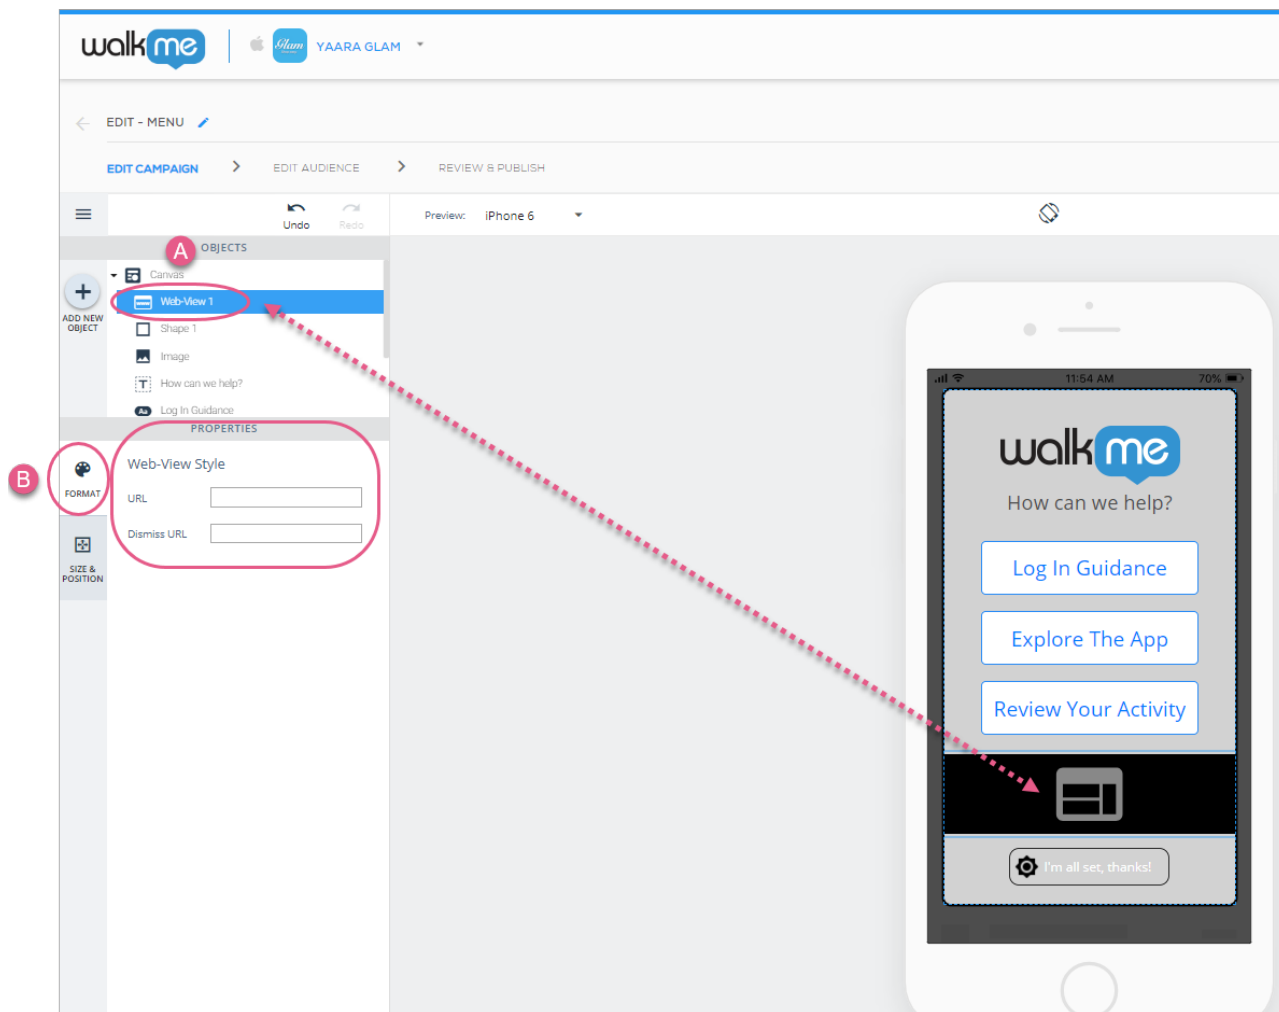 walkme
Glam
YAARA GLAM
EDIT - MENU
EDIT CAMPAIGN
EDIT AUDIENCE
REVIEW & PUBLISH
Undo
Redo
Preview: iPhone 6
OBJECTS
A
Canvas
ADD NEW
OBJECT
Web-View 1
Shape 1
Image
T How can we help?
Aa Log In Guidance
PROPERTIES
B
FORMAT
Web-View Style
URL
Dismiss URL
SIZE &
POSITION
11:54 AM 70%
walkme
How can we help?
Log In Guidance
Explore The App
Review Your Activity
I'm all set, thanks!